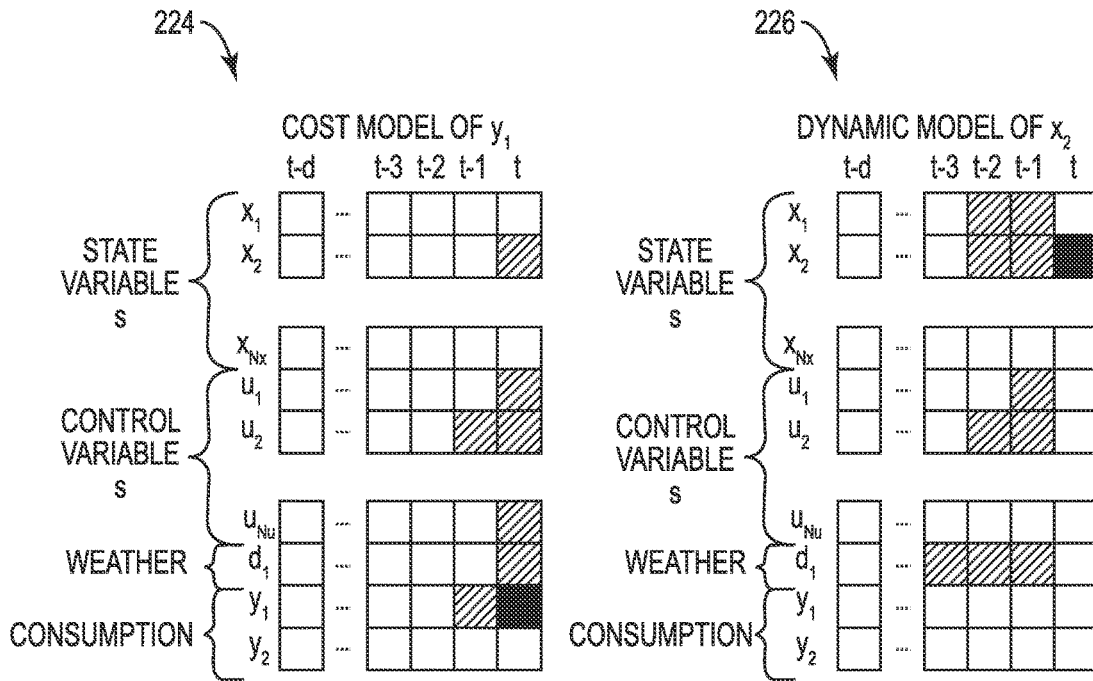 224
COST MODEL OF y1
t-d t-3 t-2 t-1 t
x1
x2
STATE
VARIABLE
s
xNx
u1
u2
CONTROL
VARIABLE
s
uNu
WEATHER d1
y1
CONSUMPTION
y2
226
DYNAMIC MODEL OF x2
t-d t-3 t-2 t-1 t
x1
x2
STATE
VARIABLE
s
xNx
u1
u2
CONTROL
VARIABLE
s
uNu
WEATHER d1
y1
CONSUMPTION
y2